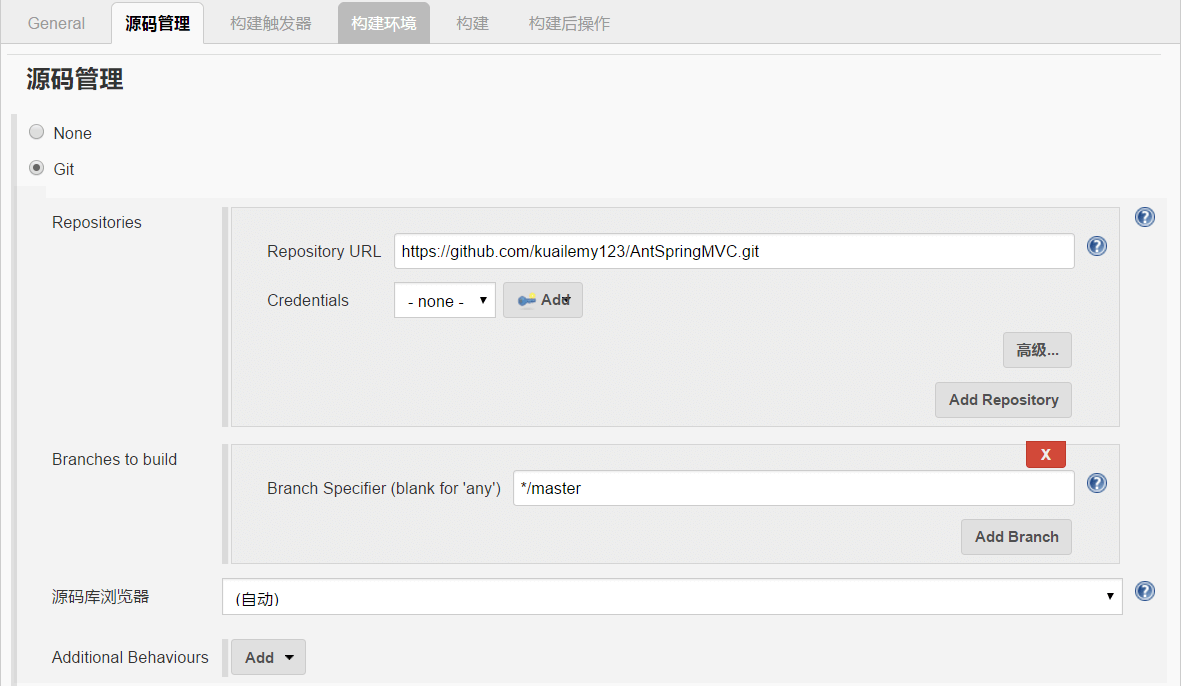 General 源码管理 构建触发器 构建环境 构建 构建后操作
源码管理
None
Git
Repositories
Repository URL https://github.com/kuailemy123/AntSpringMVC.git
Credentials - none - Add
高级...
Add Repository
Branches to build
X
Branch Specifier (blank for 'any') */master
Add Branch
源码库浏览器 (自动)
Additional Behaviours Add